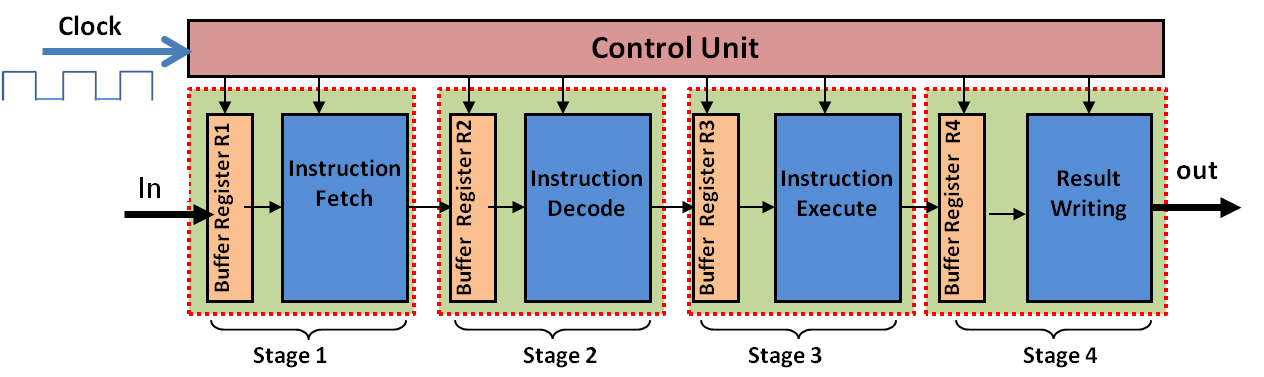 Clock
Control Unit
In
Buffer Register R1
Instruction
Fetch
Buffer Register R2
Instruction
Decode
Buffer Register R3
Instruction
Execute
Buffer Register R4
Result
Writing
out
Stage 1
Stage 2
Stage 3
Stage 4